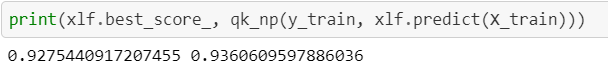 print(xlf.best_score_, qk_np(y_train, xlf.predict(X_train)))
0.9275440917207455 0.9360609597886036